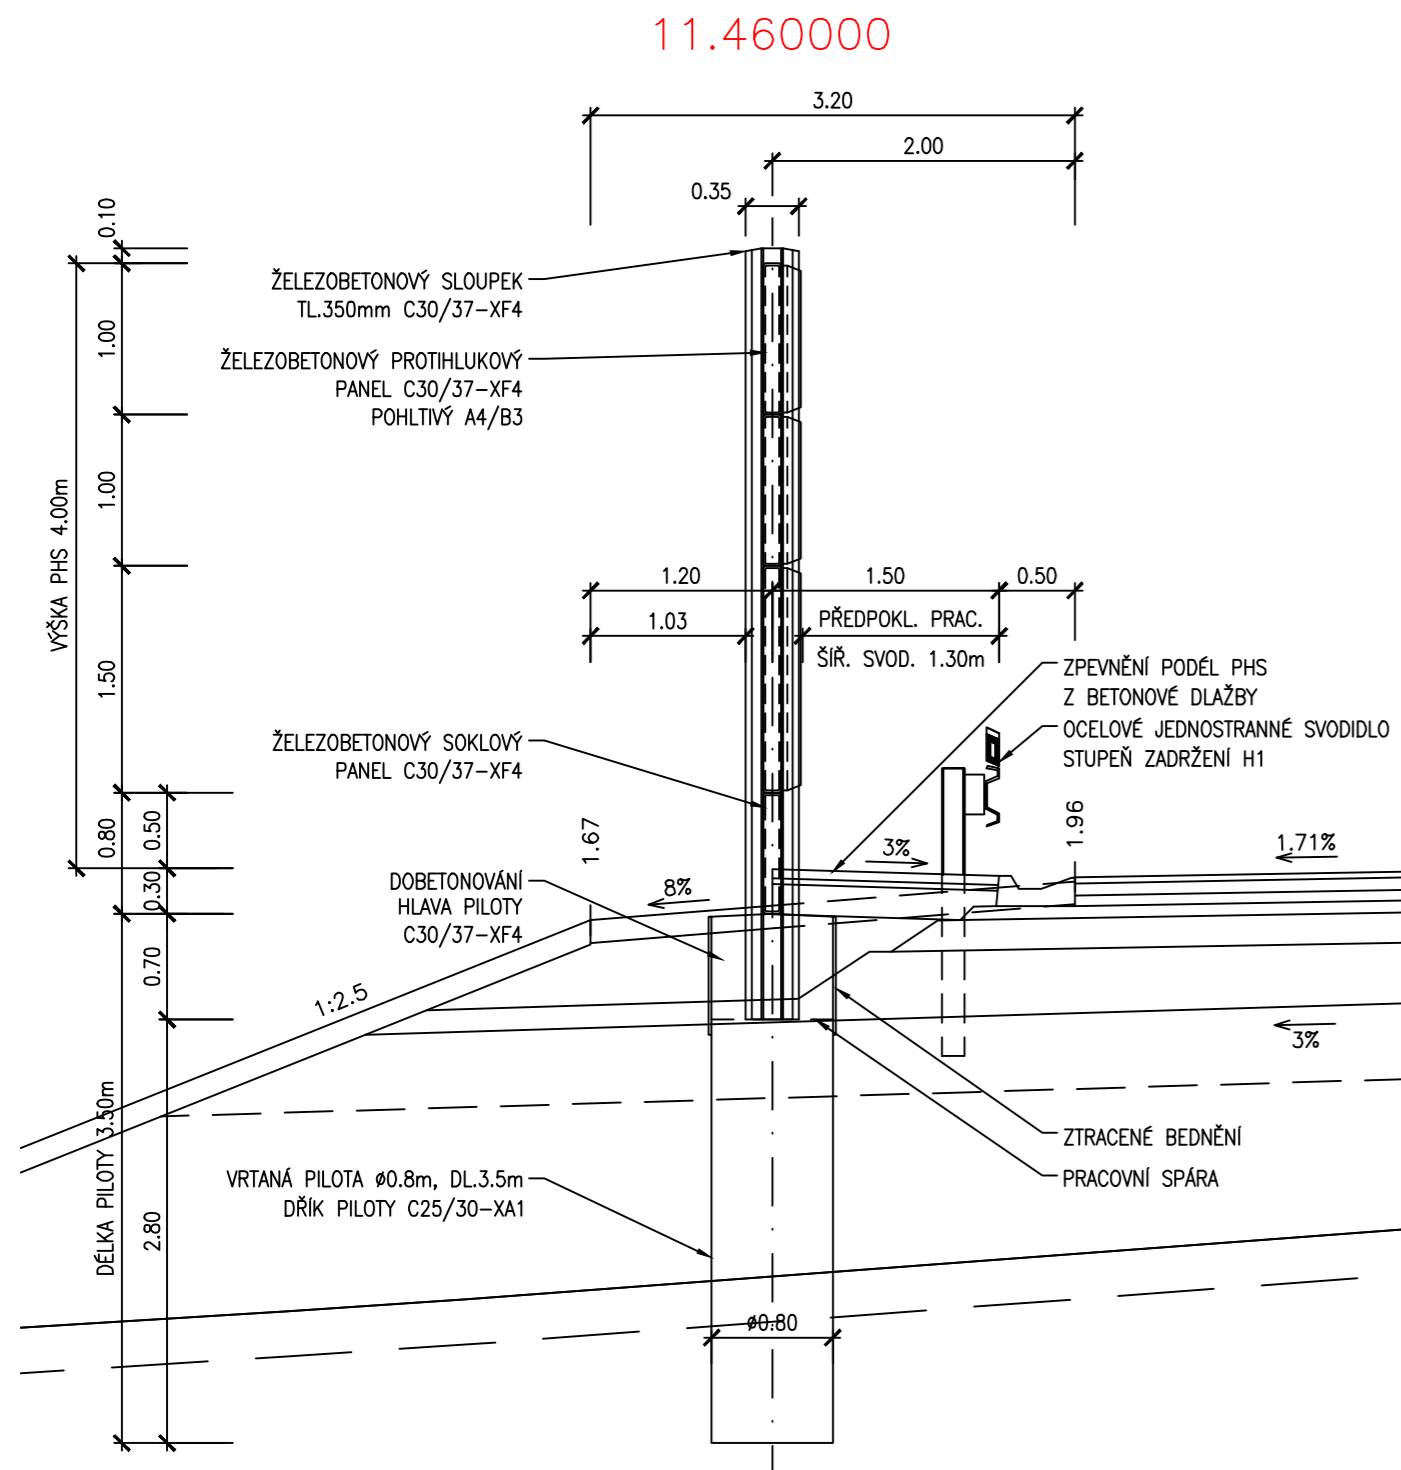 11.460000
3.20
2.00
0.35
0.10
ŽELEZOBETONOVÝ SLOUPEK
TL.350mm C30/37-XF4
1.00
ŽELEZOBETONOVÝ PROTIHLUKOVÝ
PANEL C30/37-XF4
POHLTIVÝ A4/B3
1.00
VÝŠKA PHS 4.00m
1.20
1.50
0.50
1.03
PŘEDPOKL. PRAC.
ŠÍŘ. SVOD. 1.30m
1.50
ZPEVNĚNÍ PODÉL PHS
Z BETONOVÉ DLAŽBY
OCELOVÉ JEDNOSTRANNÉ SVODIDLO
STUPEŇ ZADRŽENÍ H1
ŽELEZOBETONOVÝ SOKLOVÝ
PANEL C30/37-XF4
0.80
0.50
1.67
1.96
3%
1.71%
0.30
8%
DOBETONOVÁNÍ
HLAVA PILOTY
C30/37-XF4
0.70
1:2.5
3%
DÉLKA PILOTY 3.50m
ZTRACENÉ BEDNĚNÍ
PRACOVNÍ SPÁRA
VRTANÁ PILOTA ø0.8m, DL.3.5m
DŘÍK PILOTY C25/30-XA1
2.80
ø0.80